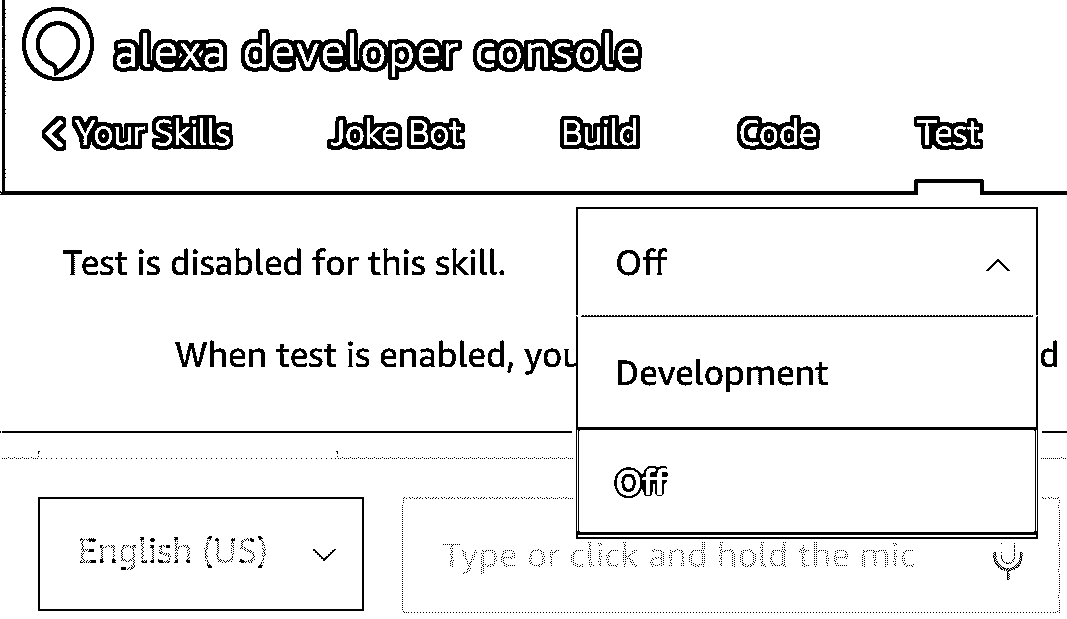 alexa developer console
Your Skills Joke Bot Build Code Test
Test is disabled for this skill. Off
Development
When test is enabled, you d
Off
English (US) Type or click and hold the mic